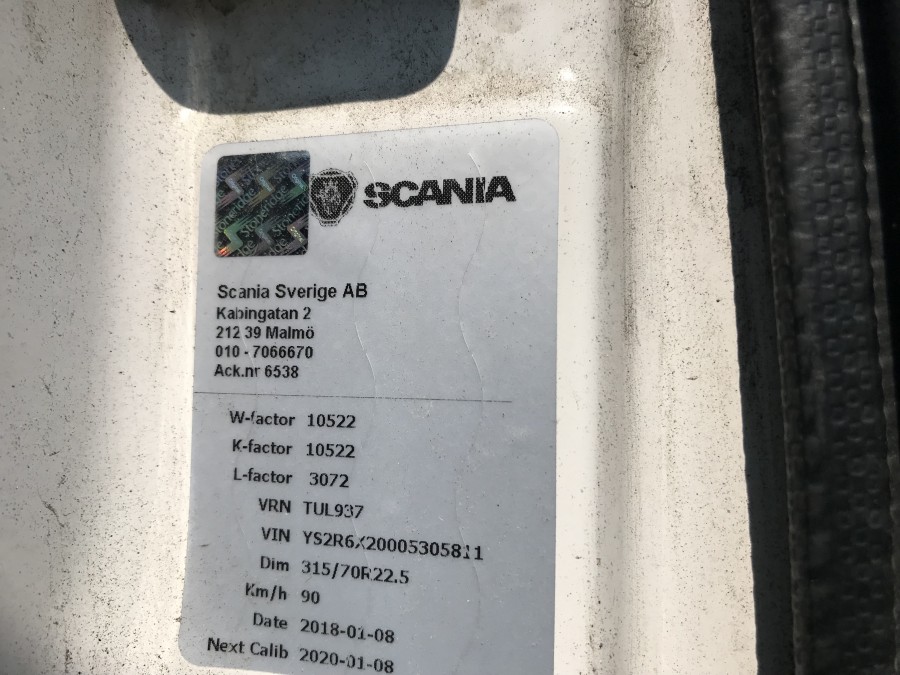 SCANIA
Scania Sverige AB
Kabingatan 2
212 39 Malmö
010 - 7066670
Ack.nr 6538
W-factor 10522
K-factor 10522
L-factor 3072
VRN TUL937
VIN YS2R6X20005305811
Dim 315/70R22.5
Km/h 90
Date 2018-01-08
Next Calib 2020-01-08